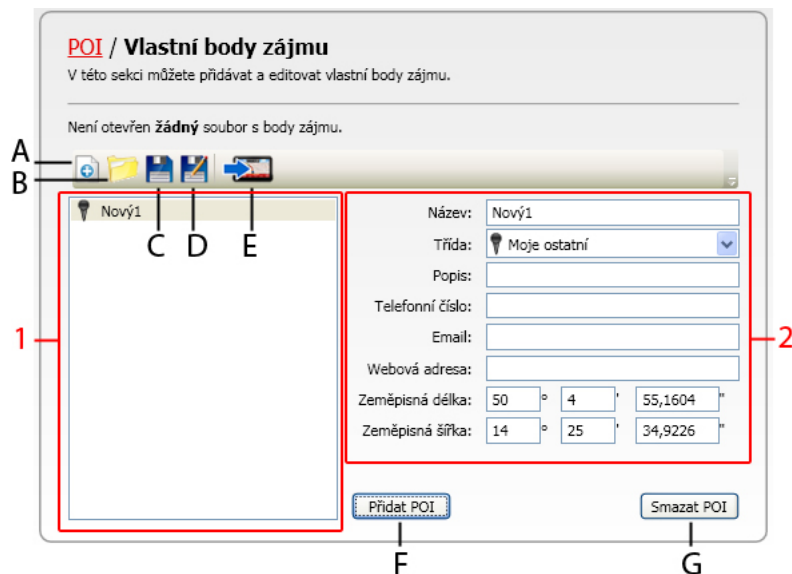 POI / Vlastní body zájmu
V této sekci můžete přidávat a editovat vlastní body zájmu.
Není otevřen žádný soubor s body zájmu.
A
B
C D E
1
Nový1
2
Název: Nový1
Třída: Moje ostatní
Popis:
Telefonní číslo:
Email:
Webová adresa:
Zeměpisná délka: 50 ° 4 ' 55,1604 "
Zeměpisná šířka: 14 ° 25 ' 34,9226 "
Přidat POI Smazat POI
F G